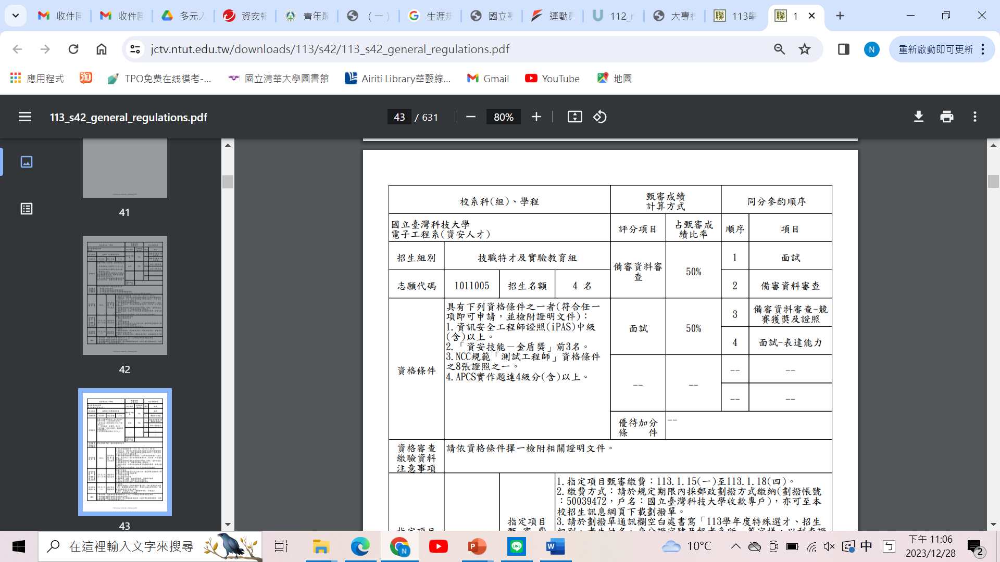 收件匣
收件匣
多元入
資安報
青年體
(一)
生涯規
國立臺
運動員
112_r
大專校
113學
1
jctv.ntut.edu.tw/downloads/113/s42/113_s42_general_regulations.pdf
N
重新啟動即可更新
應用程式
淘
TPO免费在线模考-...
國立清華大學圖書館
Airiti Library華藝線...
Gmail
YouTube
地圖
113_s42_general_regulations.pdf
43 / 631
80%
41
42
43
校系科(組)、學程
甄審成績
計算方式
同分參酌順序
國立臺灣科技大學
電子工程系(資安人才)
評分項目
占甄審成
績比率
順序
項目
招生組別
技職特才及實驗教育組
備審資料審
查
50%
1
面試
志願代碼
1011005
招生名額
4 名
2
備審資料審查
資格條件
具有下列資格條件之一者(符合任一
項即可申請，並檢附證明文件)：
1.資訊安全工程師證照(iPAS)中級
(含)以上。
2.「資安技能－金盾獎」前3名。
3.NCC規範「測試工程師」資格條件
之8張證照之一。
4.APCS實作題達4級分(含)以上。
面試
50%
3
備審資料審查-競
賽獲獎及證照
4
面試-表達能力
--
--
--
--
--
--
優待加分
條　　件
--
資格審查
繳驗資料
注意事項
請依資格條件擇一檢附相關證明文件。
指定項目
指定項目
甄 審 費
1.指定項目甄審繳費：113.1.15(一)至113.1.18(四)。
2.繳費方式：請於規定期限內採郵政劃撥方式繳納(劃撥帳號
：50039472，戶名：國立臺灣科技大學收款專戶)，亦可至本
校招生訊息網頁下載劃撥單。
3.請於劃撥單通訊欄空白處書寫「113學年度特殊選才、招生
在這裡輸入文字來搜尋
N
P
LINE
W
10°C
中
ㄅ
下午 11:06
2023/12/28
2